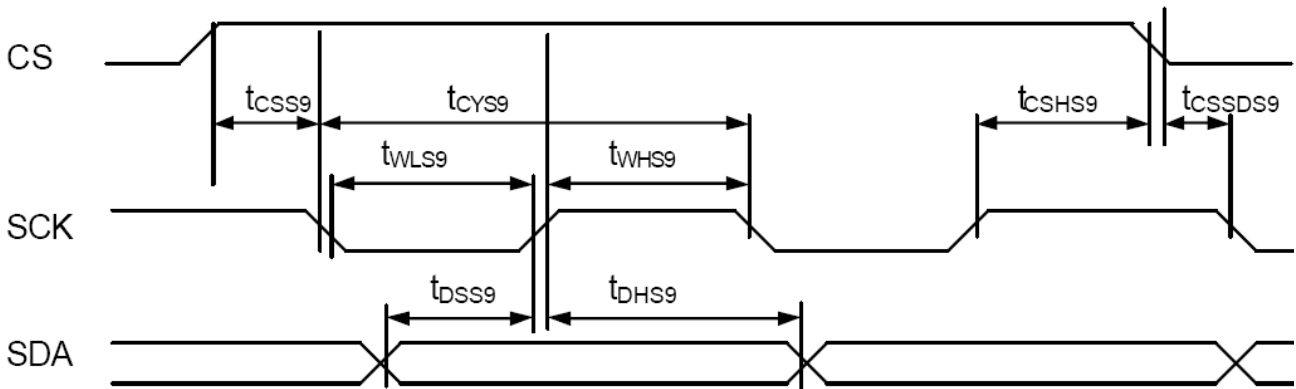 CS
tCSS9 tCYS9 tCSHS9 tCSSDS9
tWLS9 tWHS9
SCK
tDSS9 tDHS9
SDA